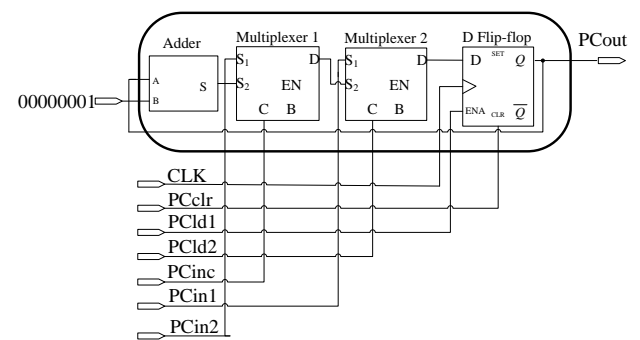 Adder
Multiplexer 1
Multiplexer 2
D Flip-flop
PCout
A
B
S
S1
S2
D
EN
C B
S1
S2
D
EN
C B
D SET Q
ENA CLR Q
00000001
CLK
PCclr
PCld1
PCld2
PCinc
PCin1
PCin2